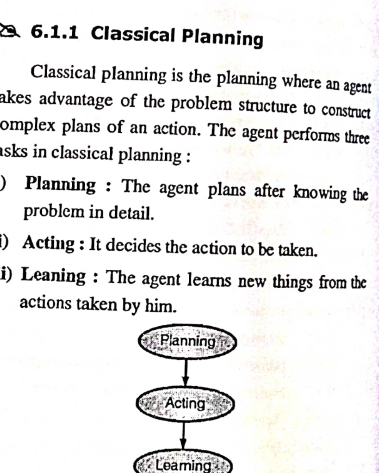 6.1.1 Classical Planning
Classical planning is the planning where an agent
akes advantage of the problem structure to construct
omplex plans of an action. The agent performs three
asks in classical planning :
) Planning : The agent plans after knowing the
problem in detail.
i) Acting : It decides the action to be taken.
i) Leaning : The agent learns new things from the
actions taken by him.
Planning
Acting
Learning